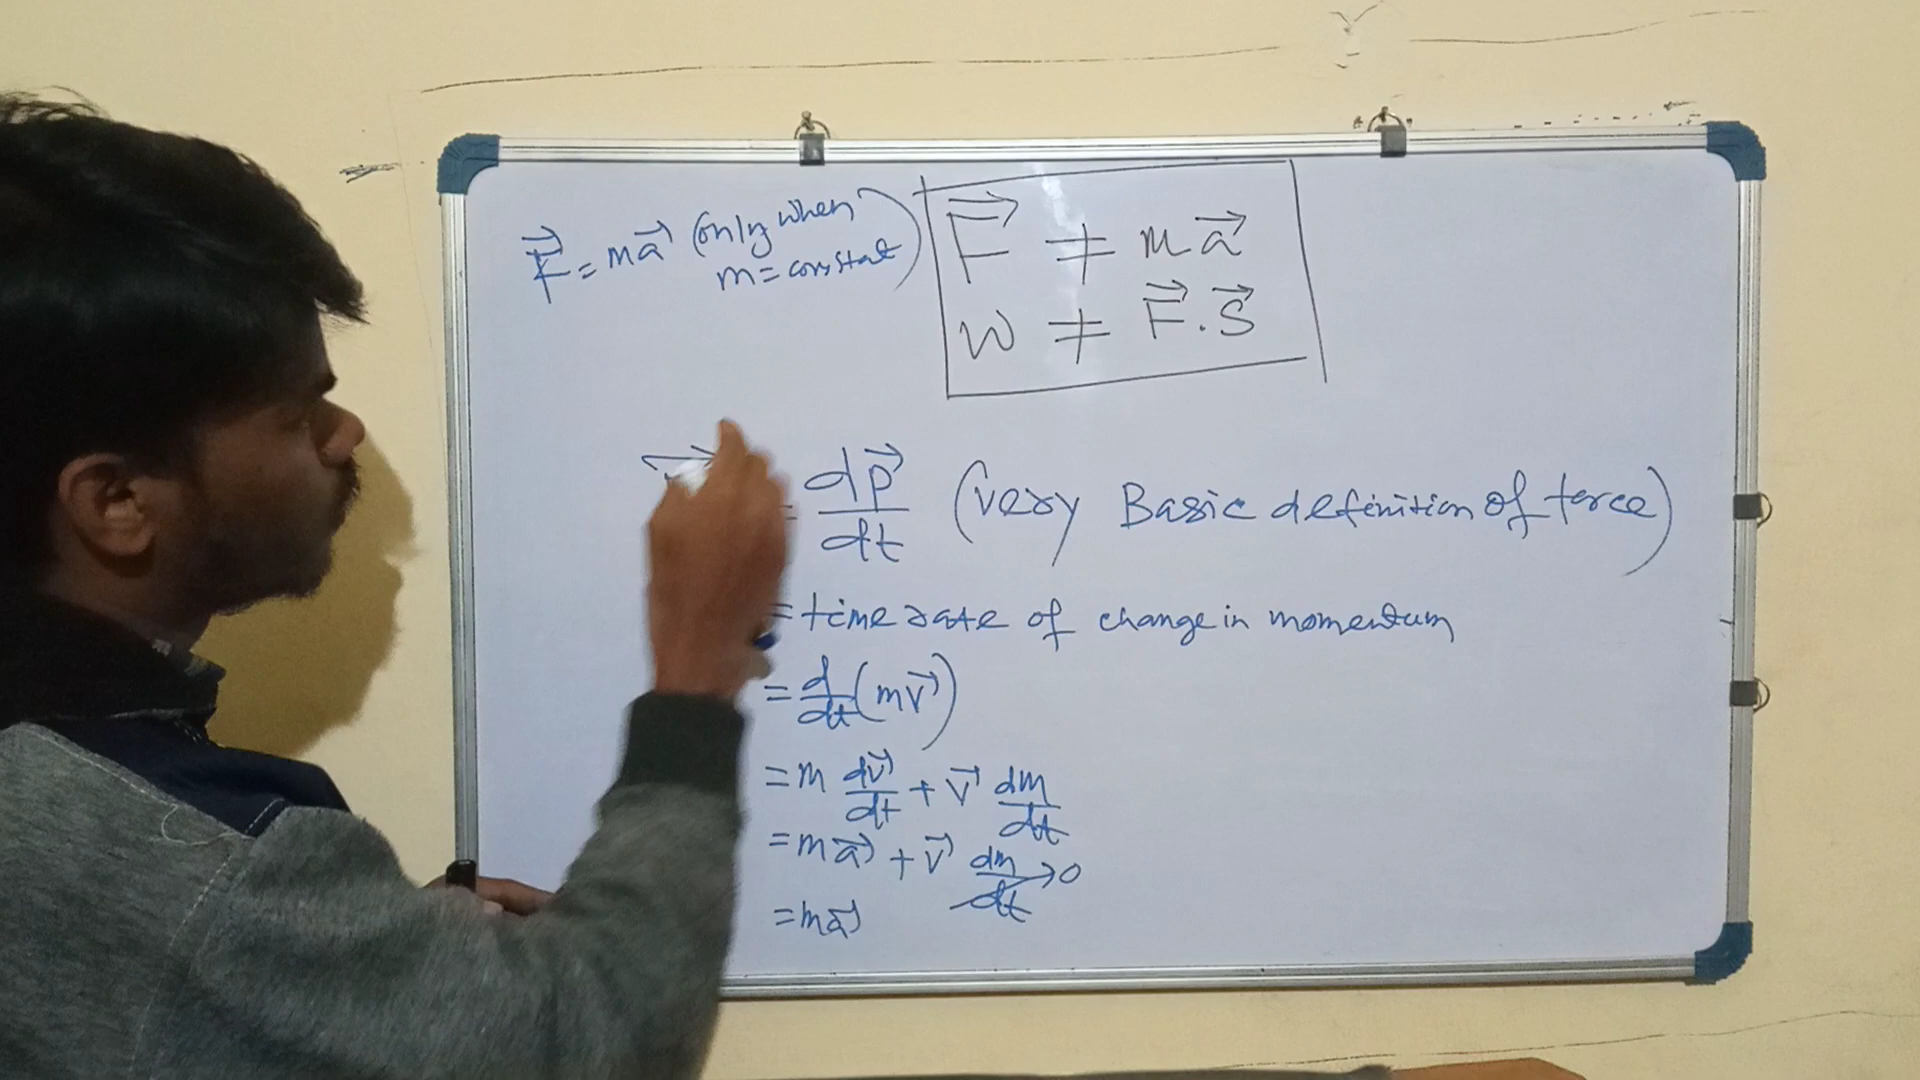 F⃗ = ma⃗ (only when
m = constat)
F⃗ ≠ ma⃗
W ≠ F⃗.S⃗
= dp⃗/dt (very Basic definition of force)
= time rate of change in momentum
= d/dt (mv⃗)
= m dv⃗/dt + v⃗ dm/dt
= ma⃗ + v⃗ dm/dt → 0
= ma⃗